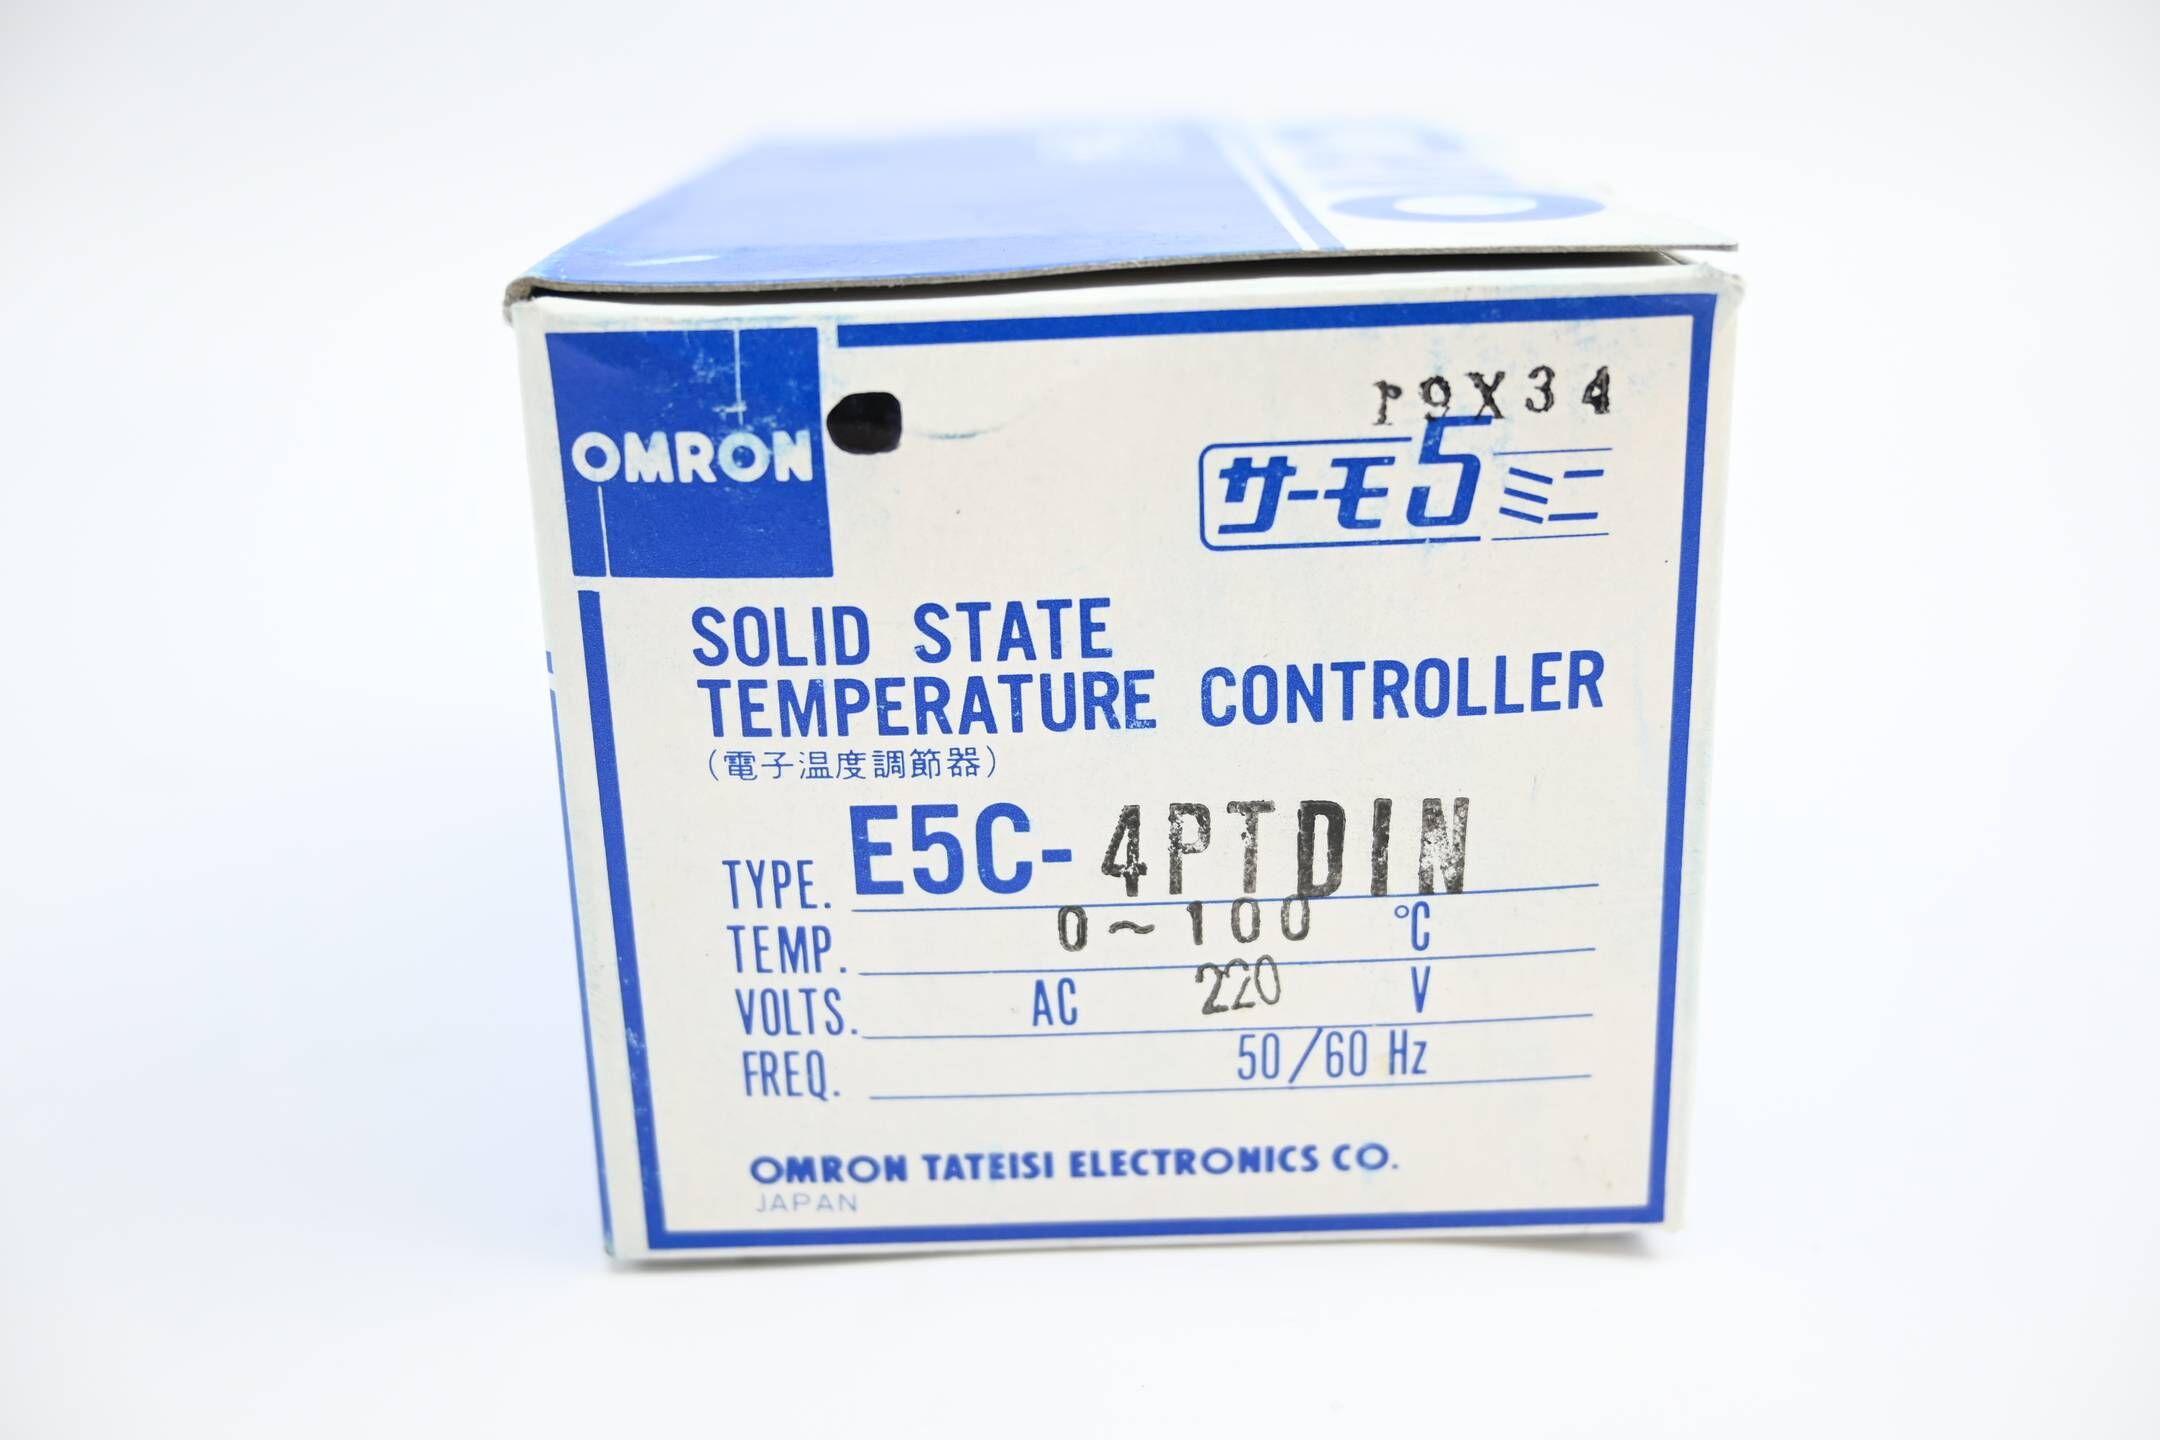 19X34
OMRON
サーモ5ミニ
SOLID STATE
TEMPERATURE CONTROLLER
(電子温度調節器)
TYPE. E5C-4PTDIN
TEMP. 0~100 °C
VOLTS. AC 220 V
FREQ. 50/60 Hz
OMRON TATEISI ELECTRONICS CO.
JAPAN